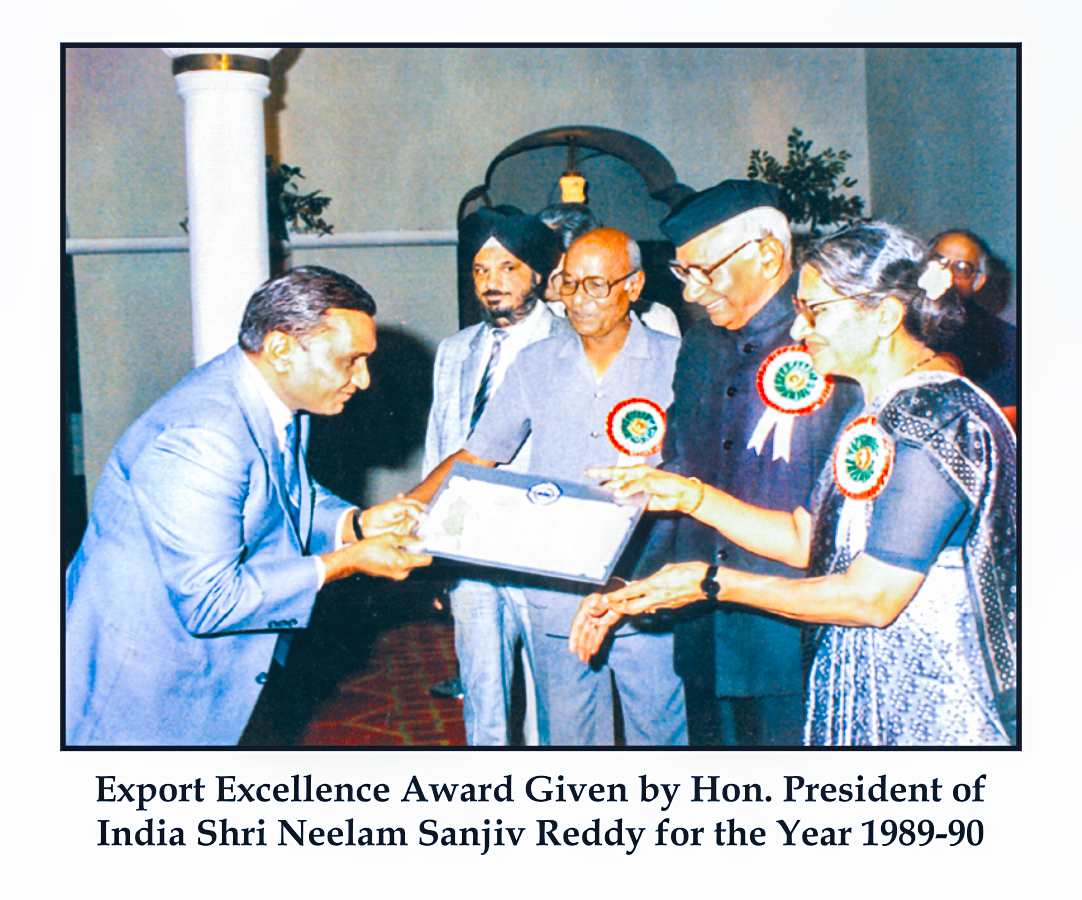 Export Excellence Award Given by Hon. President of
India Shri Neelam Sanjiv Reddy for the Year 1989-90